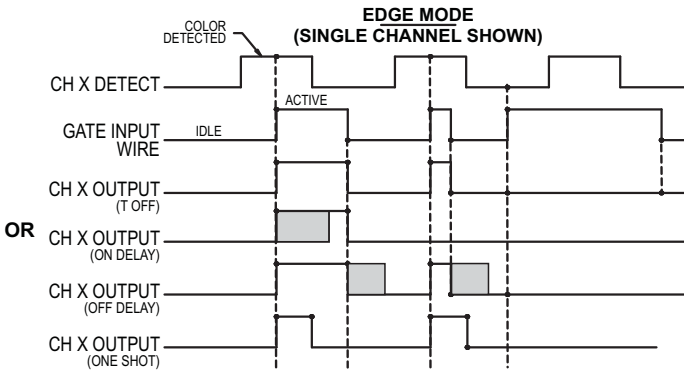 EDGE MODE
(SINGLE CHANNEL SHOWN)
COLOR
DETECTED
CH X DETECT
ACTIVE
GATE INPUT
WIRE
IDLE
CH X OUTPUT
(T OFF)
OR
CH X OUTPUT
(ON DELAY)
CH X OUTPUT
(OFF DELAY)
CH X OUTPUT
(ONE SHOT)